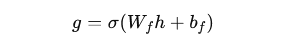 g = σ(W_f h + b_f)